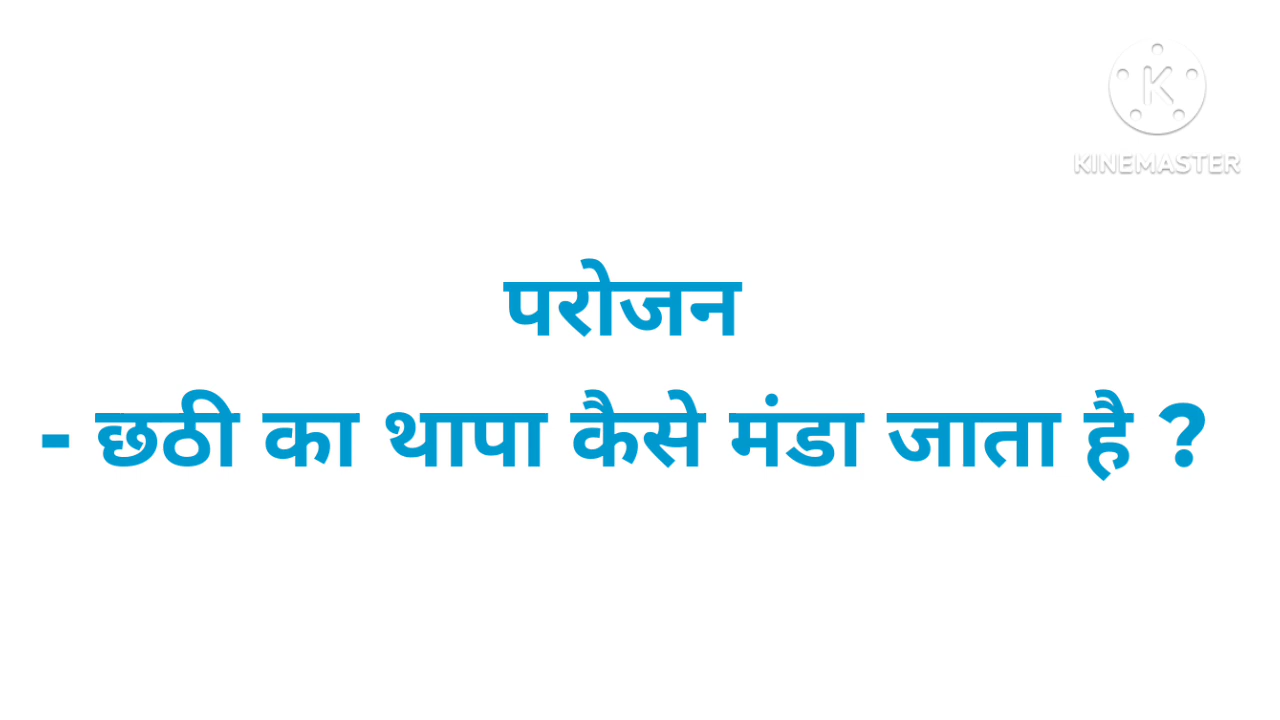 KINEMASTER
परोजन
- छठी का थापा कैसे मंडा जाता है ?